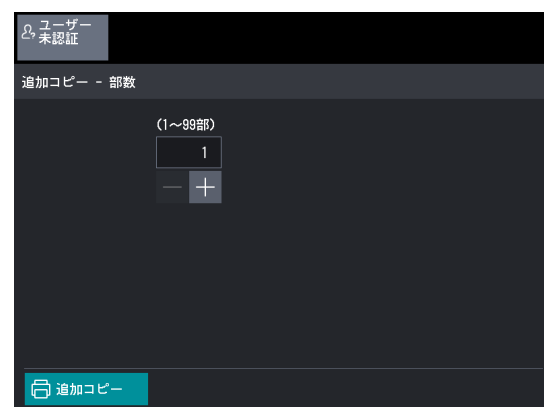 ユーザー
未認証
追加コピー - 部数
(1～99部)
1
追加コピー